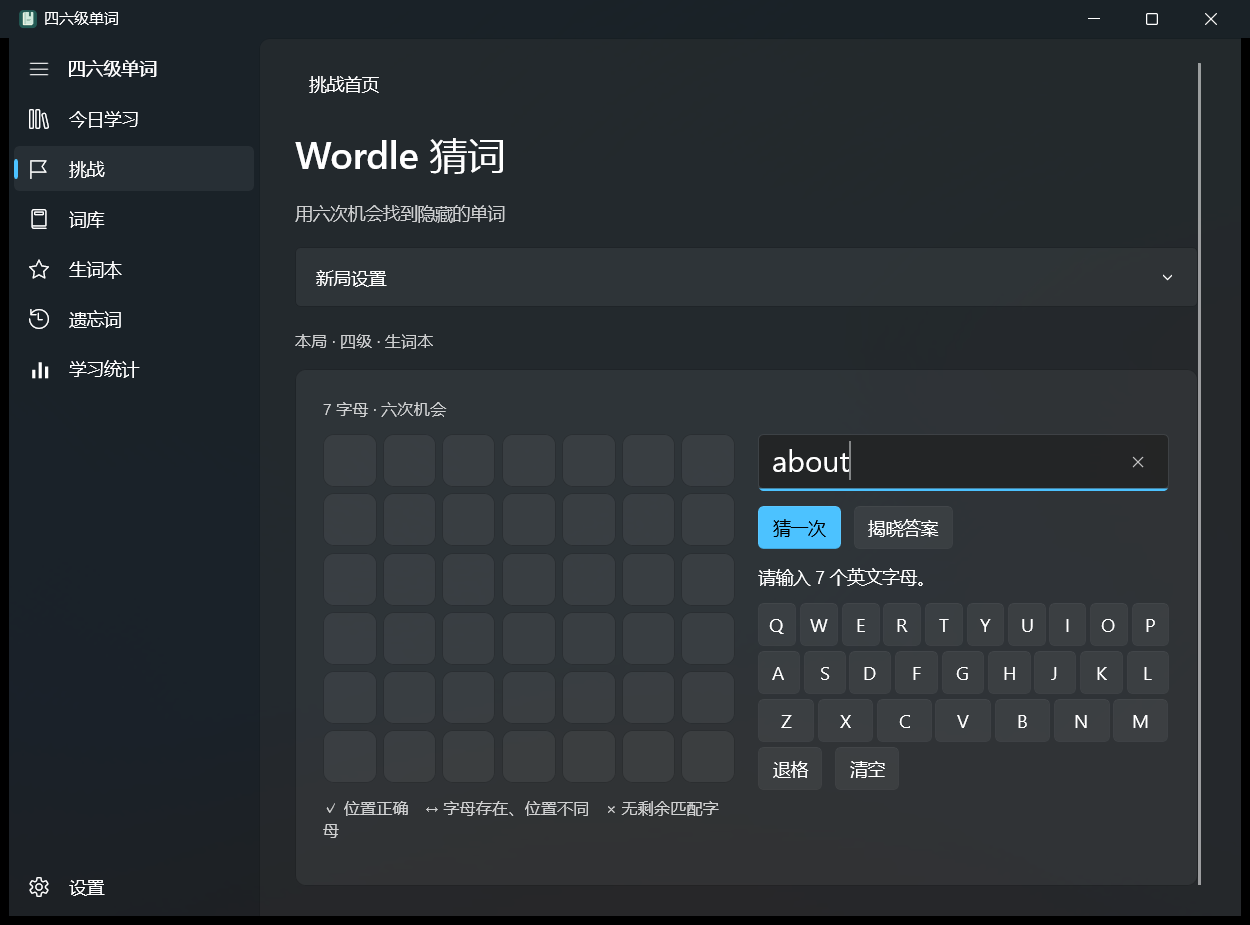 四六级单词
四六级单词
今日学习
挑战
词库
生词本
遗忘词
学习统计
设置
挑战首页
Wordle 猜词
用六次机会找到隐藏的单词
新局设置
本局 · 四级 · 生词本
7 字母 · 六次机会
✓ 位置正确 ↔ 字母存在、位置不同 × 无剩余匹配字
母
about
猜一次 揭晓答案
请输入 7 个英文字母。
Q W E R T Y U I O P
A S D F G H J K L
Z X C V B N M
退格 清空